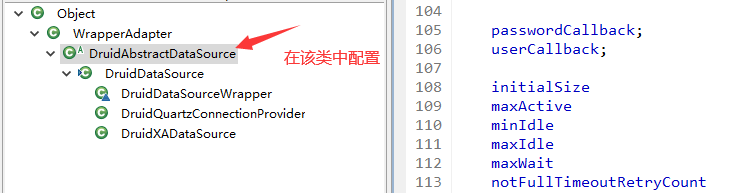 Object
WrapperAdapter
DruidAbstractDataSource
在该类中配置
DruidDataSource
DruidDataSourceWrapper
DruidQuartzConnectionProvider
DruidXADataSource
104
105 passwordCallback;
106 userCallback;
107
108 initialSize
109 maxActive
110 minIdle
111 maxIdle
112 maxWait
113 notFullTimeoutRetryCount